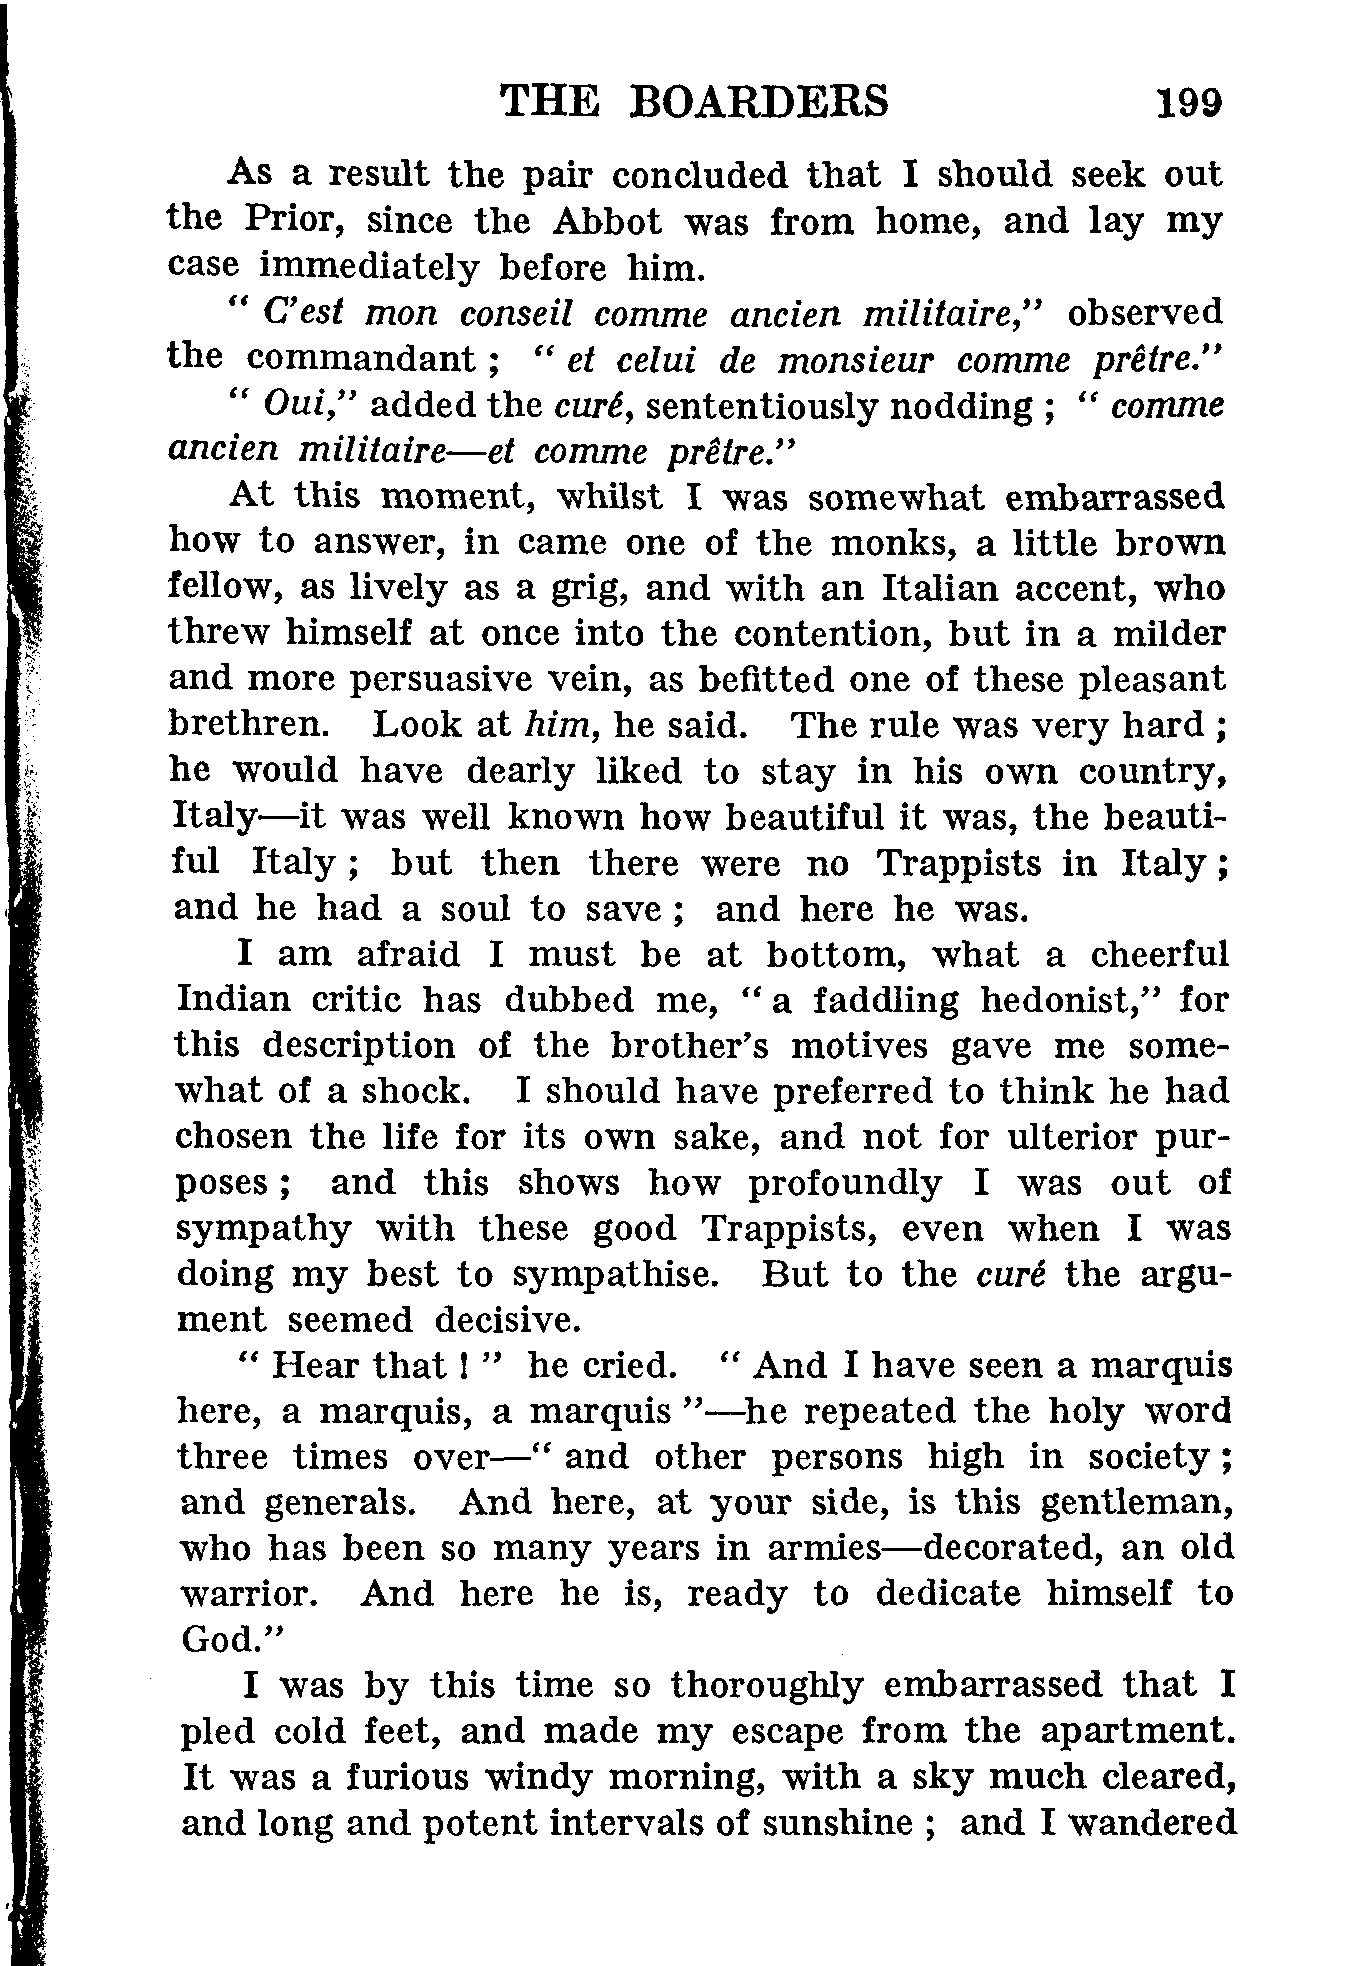 THE BOARDERS 199
As a result the pair concluded that I should seek out
the Prior, since the Abbot was from home, and lay my
case immediately before him.
“ C’est mon conseil comme ancien militaire,” observed
the commandant ; “ et celui de monsieur comme prêtre.”
“ Oui,” added the curé, sententiously nodding ; “ comme
ancien militaire—et comme prêtre.”
At this moment, whilst I was somewhat embarrassed
how to answer, in came one of the monks, a little brown
fellow, as lively as a grig, and with an Italian accent, who
threw himself at once into the contention, but in a milder
and more persuasive vein, as befitted one of these pleasant
brethren. Look at him, he said. The rule was very hard ;
he would have dearly liked to stay in his own country,
Italy—it was well known how beautiful it was, the beauti-
ful Italy ; but then there were no Trappists in Italy ;
and he had a soul to save ; and here he was.
I am afraid I must be at bottom, what a cheerful
Indian critic has dubbed me, “ a faddling hedonist,” for
this description of the brother’s motives gave me some-
what of a shock. I should have preferred to think he had
chosen the life for its own sake, and not for ulterior pur-
poses ; and this shows how profoundly I was out of
sympathy with these good Trappists, even when I was
doing my best to sympathise. But to the curé the argu-
ment seemed decisive.
“ Hear that ! ” he cried. “ And I have seen a marquis
here, a marquis, a marquis ”—he repeated the holy word
three times over—“ and other persons high in society ;
and generals. And here, at your side, is this gentleman,
who has been so many years in armies—decorated, an old
warrior. And here he is, ready to dedicate himself to
God.”
I was by this time so thoroughly embarrassed that I
pled cold feet, and made my escape from the apartment.
It was a furious windy morning, with a sky much cleared,
and long and potent intervals of sunshine ; and I wandered